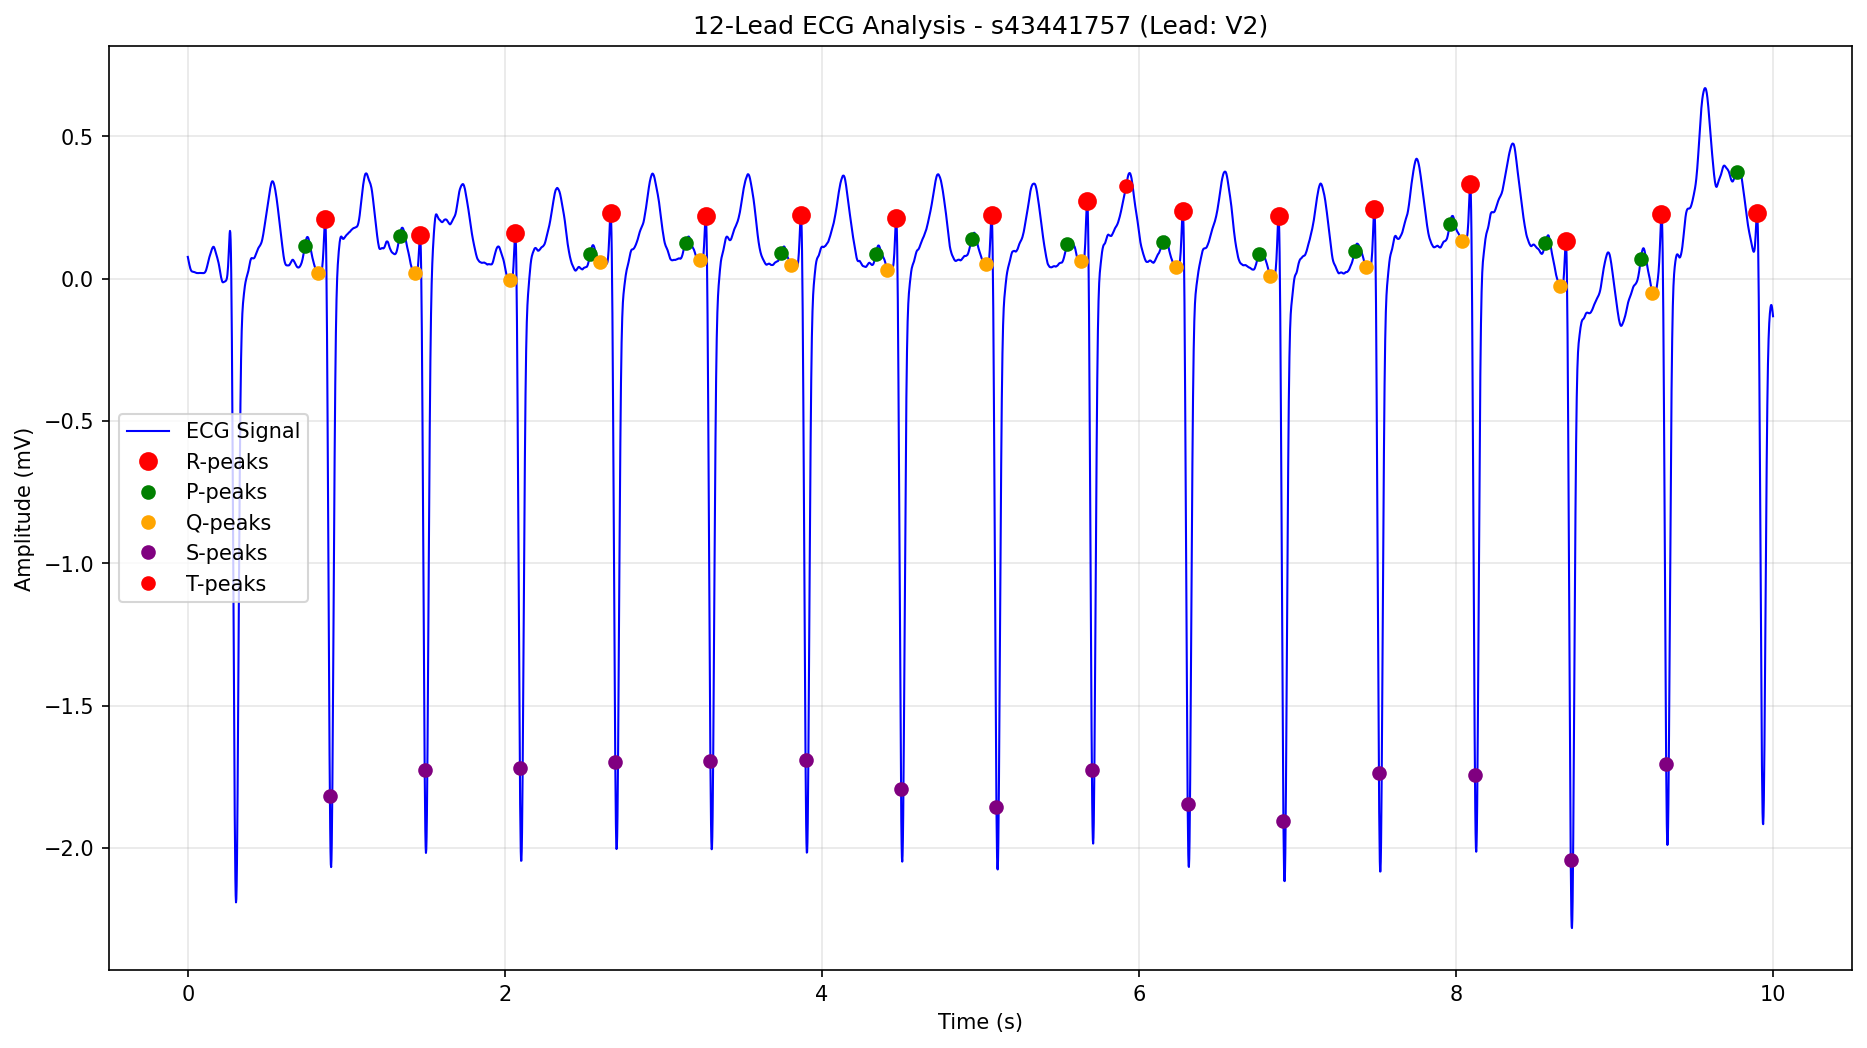 12-Lead ECG Analysis - s43441757 (Lead: V2)
Amplitude (mV)
0.5
0.0
−0.5
−1.0
−1.5
−2.0
ECG Signal
R-peaks
P-peaks
Q-peaks
S-peaks
T-peaks
0 2 4 6 8 10
Time (s)